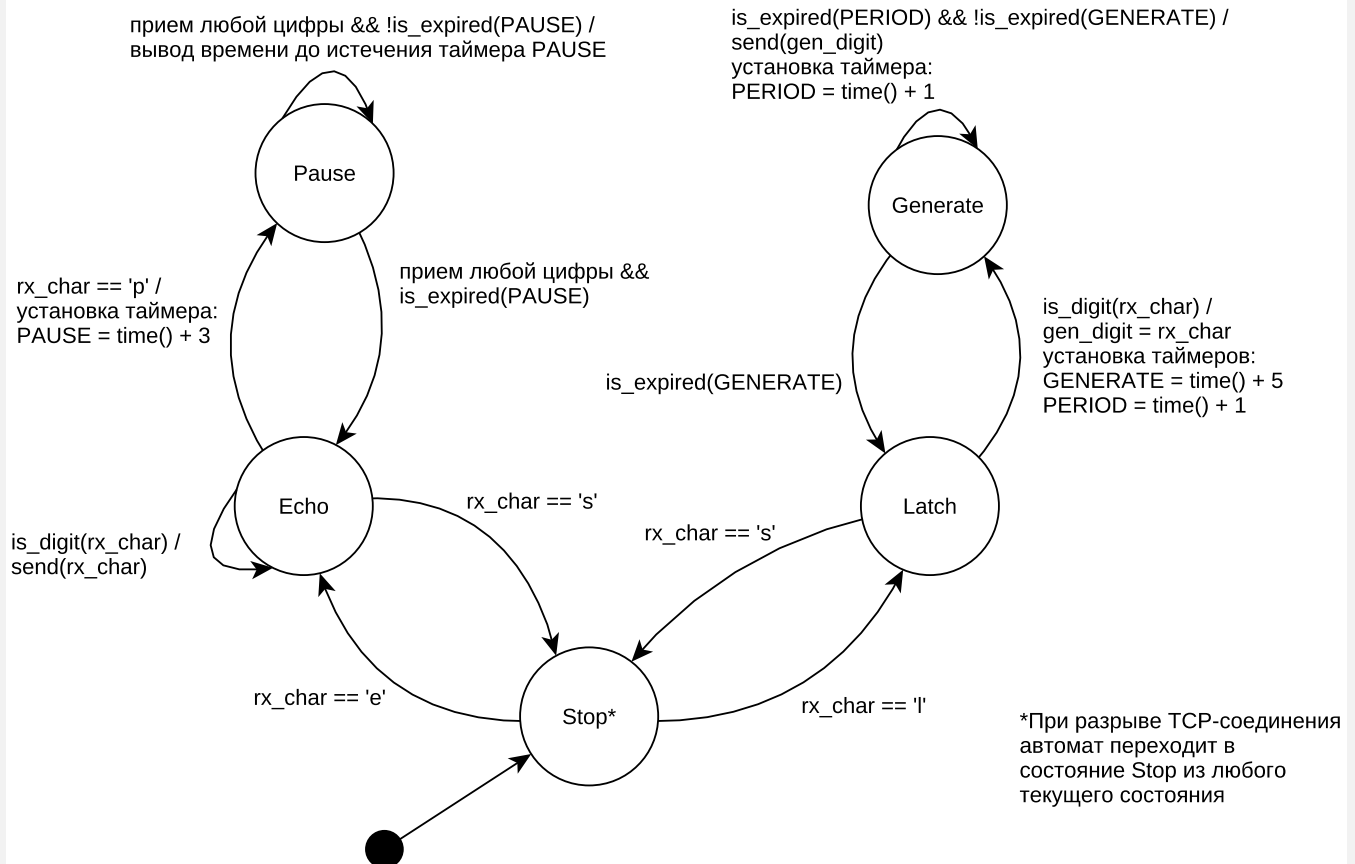 прием любой цифры && !is_expired(PAUSE) /
вывод времени до истечения таймера PAUSE
is_expired(PERIOD) && !is_expired(GENERATE) /
send(gen_digit)
установка таймера:
PERIOD = time() + 1
Pause
Generate
rx_char == 'p' /
установка таймера:
PAUSE = time() + 3
прием любой цифры &&
is_expired(PAUSE)
is_expired(GENERATE)
is_digit(rx_char) /
gen_digit = rx_char
установка таймеров:
GENERATE = time() + 5
PERIOD = time() + 1
Echo
Latch
is_digit(rx_char) /
send(rx_char)
rx_char == 's'
rx_char == 's'
rx_char == 'e'
Stop*
rx_char == 'l'
*При разрыве TCP-соединения
автомат переходит в
состояние Stop из любого
текущего состояния